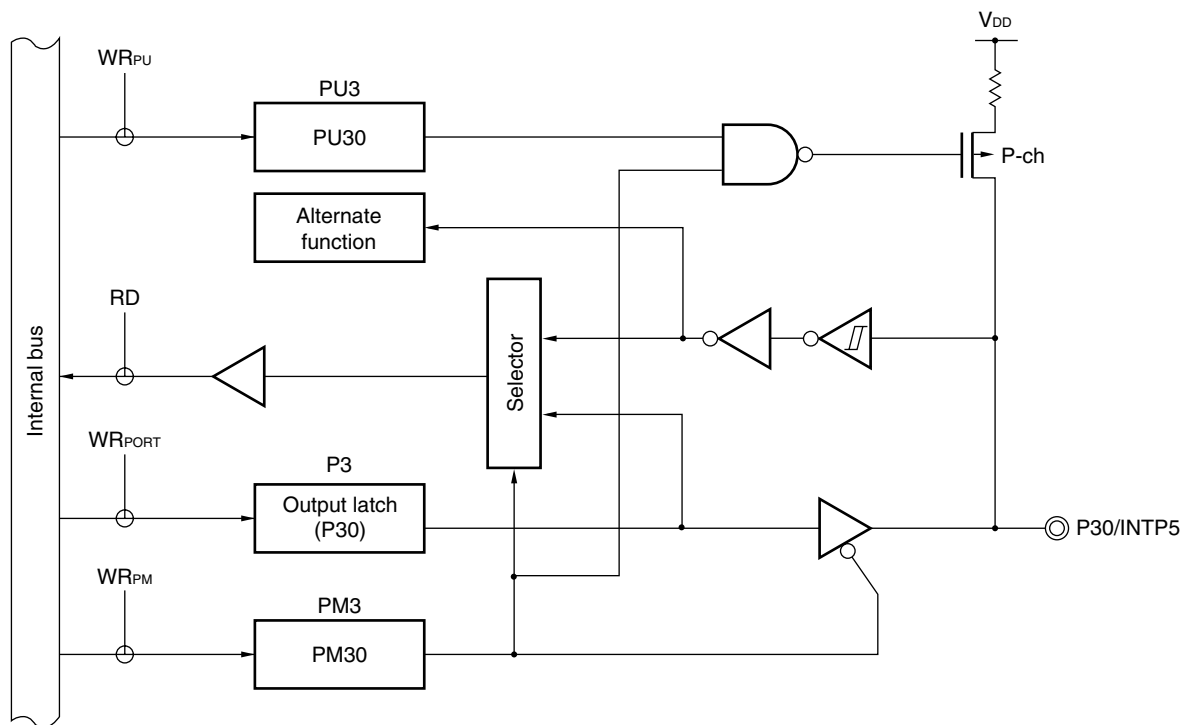 VDD
WRPU
PU3
PU30
P-ch
Alternate
function
RD
Internal bus
Selector
WRPORT
P3
Output latch
(P30)
P30/INTP5
WRPM
PM3
PM30